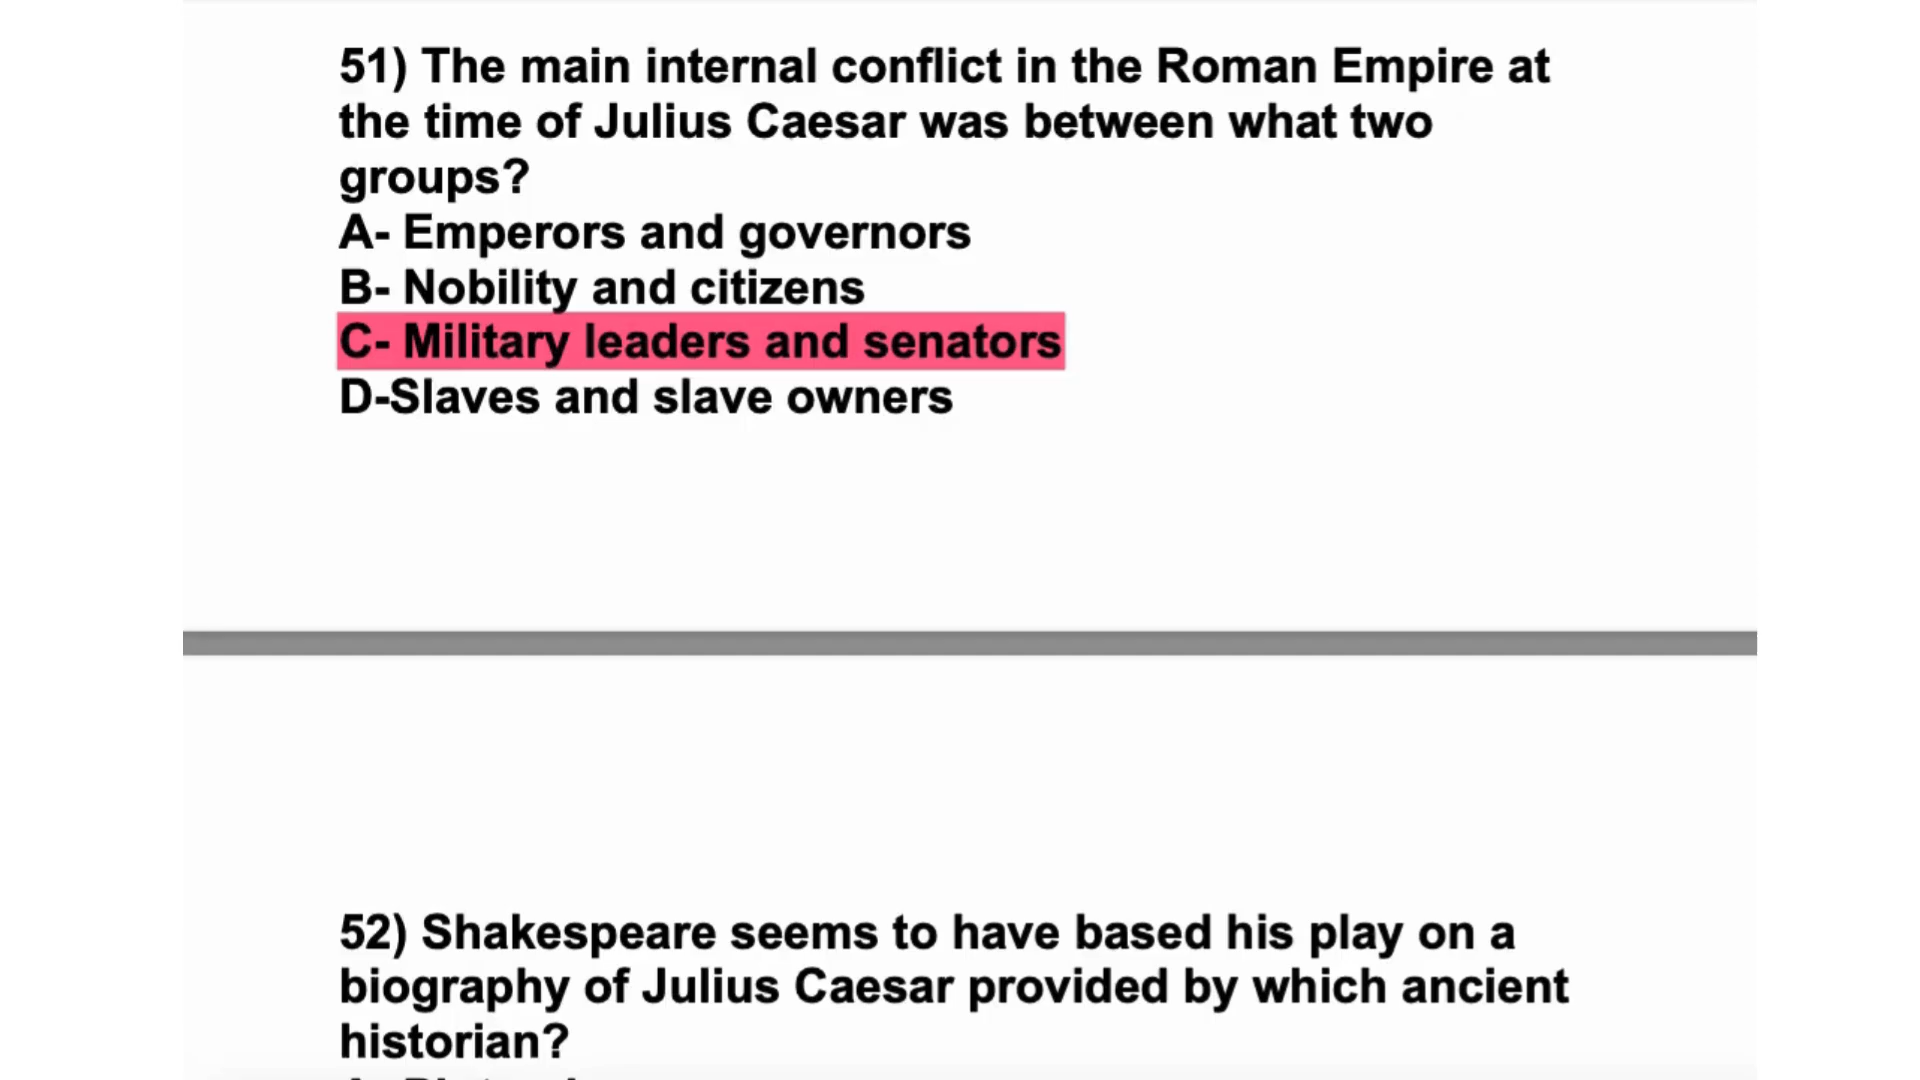 51) The main internal conflict in the Roman Empire at
the time of Julius Caesar was between what two
groups?
A- Emperors and governors
B- Nobility and citizens
C- Military leaders and senators
D-Slaves and slave owners
52) Shakespeare seems to have based his play on a
biography of Julius Caesar provided by which ancient
historian?